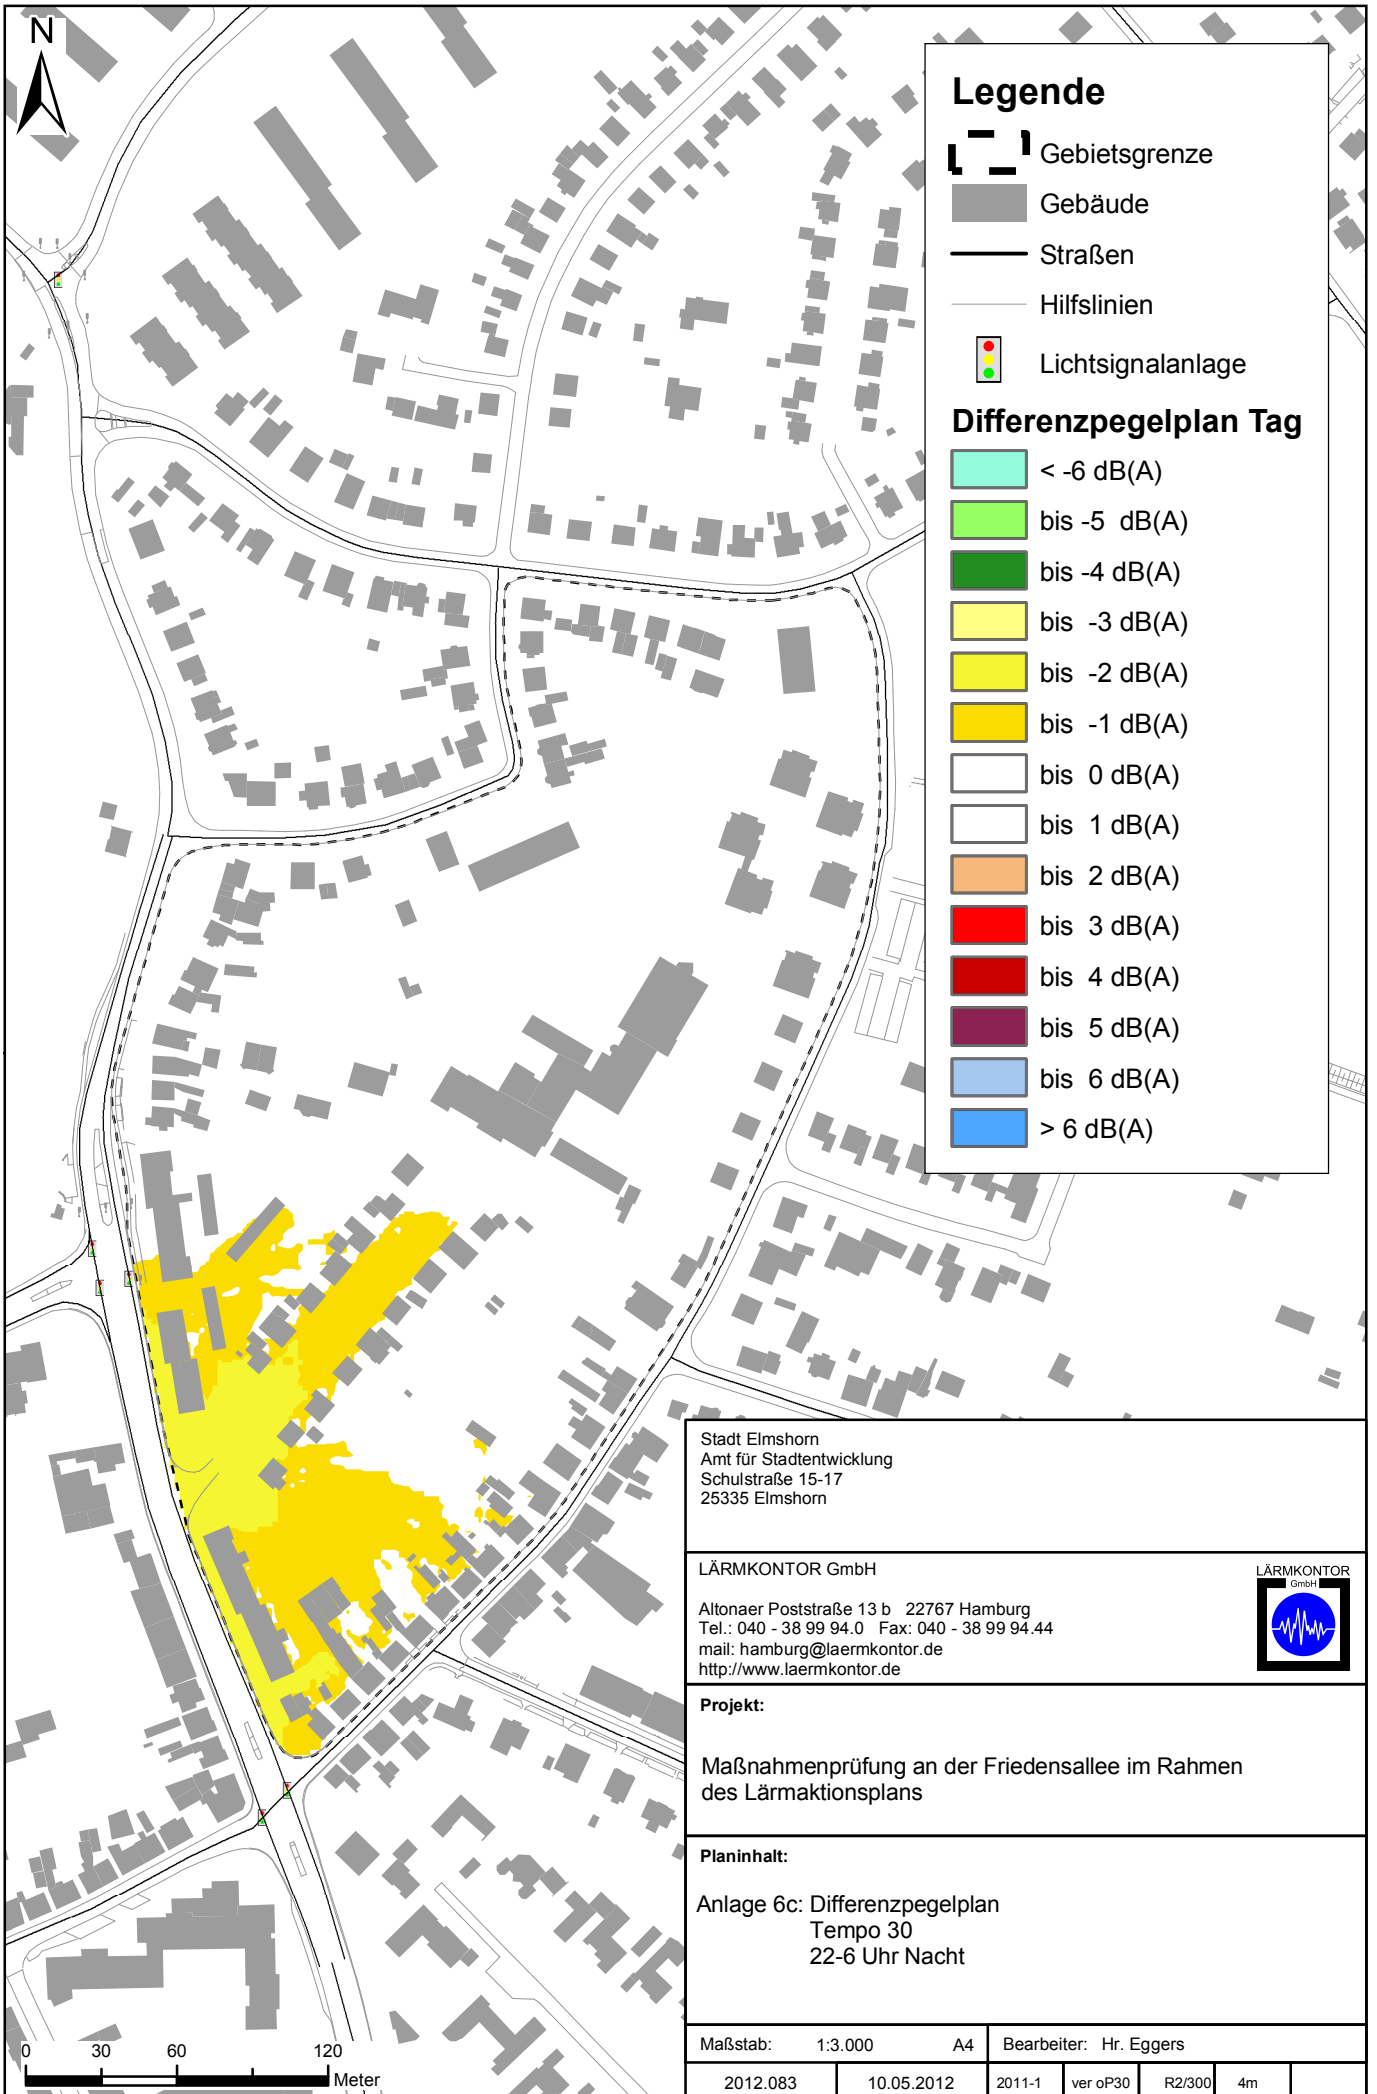 N
Legende
Gebietsgrenze
Gebäude
Straßen
Hilfslinien
Lichtsignalanlage
Differenzpegelplan Tag
< -6 dB(A)
bis -5 dB(A)
bis -4 dB(A)
bis -3 dB(A)
bis -2 dB(A)
bis -1 dB(A)
bis 0 dB(A)
bis 1 dB(A)
bis 2 dB(A)
bis 3 dB(A)
bis 4 dB(A)
bis 5 dB(A)
bis 6 dB(A)
> 6 dB(A)
Stadt Elmshorn
Amt für Stadtentwicklung
Schulstraße 15-17
25335 Elmshorn
LÄRMKONTOR GmbH
Altonaer Poststraße 13 b 22767 Hamburg
Tel.: 040 - 38 99 94.0 Fax: 040 - 38 99 94.44
mail: hamburg@laermkontor.de
http://www.laermkontor.de
LÄRMKONTOR
GmbH
Projekt:
Maßnahmenprüfung an der Friedensallee im Rahmen
des Lärmaktionsplans
Planinhalt:
Anlage 6c: Differenzpegelplan
Tempo 30
22-6 Uhr Nacht
Maßstab: 1:3.000 A4 Bearbeiter: Hr. Eggers
2012.083 10.05.2012 2011-1 ver oP30 R2/300 4m
0 30 60 120
Meter